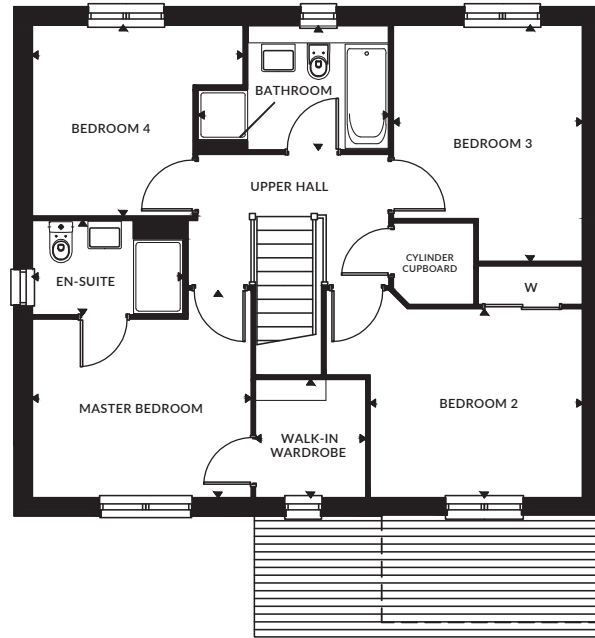 BATHROOM
BEDROOM 4
BEDROOM 3
UPPER HALL
CYLINDER
CUPBOARD
EN-SUITE
W
MASTER BEDROOM
BEDROOM 2
WALK-IN
WARDROBE